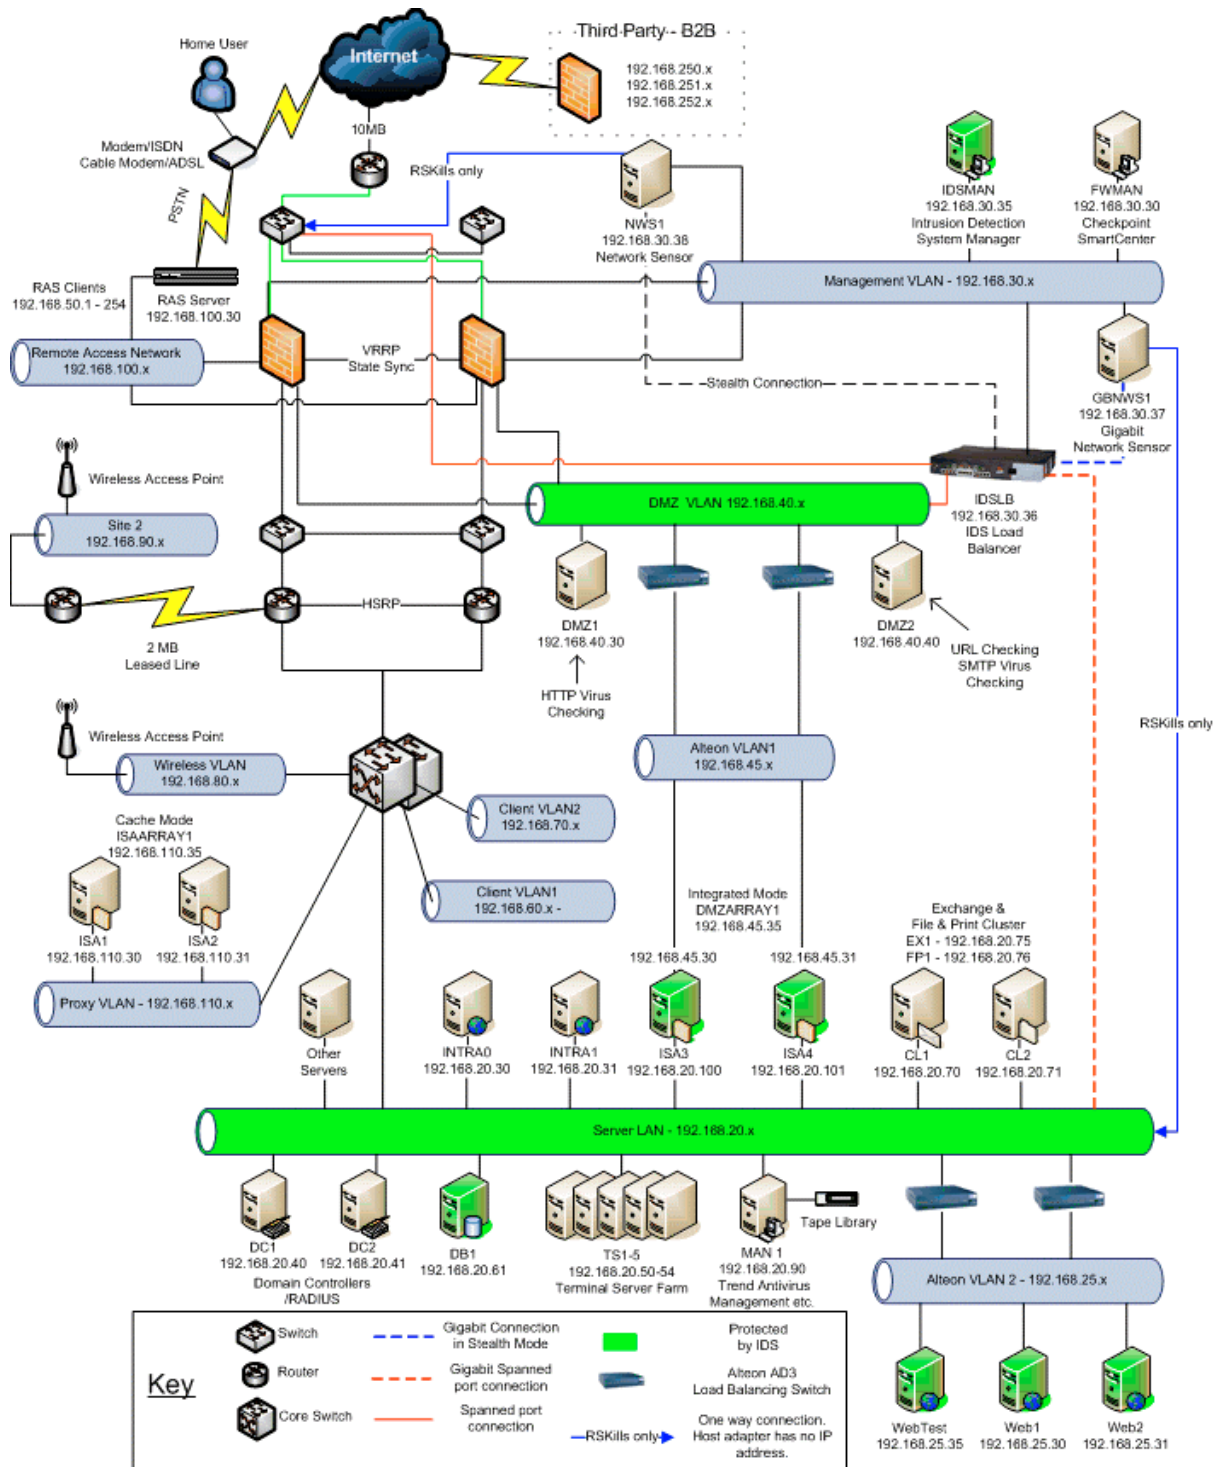 Third Party - B2B
192.168.250.x
192.168.251.x
192.168.252.x
Home User
Internet
10MB
Modem/ISDN
Cable Modem/ADSL
PSTN
RSKills only
NWS1
192.168.30.38
Network Sensor
IDSMAN
192.168.30.35
Intrusion Detection
System Manager
FWMAN
192.168.30.30
Checkpoint
SmartCenter
Management VLAN - 192.168.30.x
RAS Clients
192.168.50.1 - 254
RAS Server
192.168.100.30
Remote Access Network
192.168.100.x
VRRP
State Sync
Stealth Connection
GBNWS1
192.168.30.37
Gigabit
Network Sensor
Wireless Access Point
Site 2
192.168.90.x
DMZ VLAN 192.168.40.x
IDSLB
192.168.30.36
IDS Load
Balancer
HSRP
2 MB
Leased Line
DMZ1
192.168.40.30
HTTP Virus
Checking
DMZ2
192.168.40.40
URL Checking
SMTP Virus
Checking
RSKills only
Wireless Access Point
Wireless VLAN
192.168.80.x
Alteon VLAN1
192.168.45.x
Client VLAN2
192.168.70.x
Client VLAN1
192.168.60.x -
Cache Mode
ISAARRAY1
192.168.110.35
ISA1
192.168.110.30
ISA2
192.168.110.31
Proxy VLAN - 192.168.110.x
Integrated Mode
DMZARRAY1
192.168.45.35
192.168.45.30
192.168.45.31
Exchange &
File & Print Cluster
EX1 - 192.168.20.75
FP1 - 192.168.20.76
Other
Servers
INTRA0
192.168.20.30
INTRA1
192.168.20.31
ISA3
192.168.20.100
ISA4
192.168.20.101
CL1
192.168.20.70
CL2
192.168.20.71
Server LAN - 192.168.20.x
DC1
192.168.20.40
DC2
192.168.20.41
Domain Controllers
/RADIUS
DB1
192.168.20.61
TS1-5
192.168.20.50-54
Terminal Server Farm
MAN 1
192.168.20.90
Trend Antivirus
Management etc.
Tape Library
Alteon VLAN 2 - 192.168.25.x
WebTest
192.168.25.35
Web1
192.168.25.30
Web2
192.168.25.31
Key
Switch
Router
Core Switch
Gigabit Connection
in Stealth Mode
Gigabit Spanned
port connection
Spanned port
connection
Protected
by IDS
Alteon AD3
Load Balancing Switch
RSKills only
One way connection.
Host adapter has no IP
address.